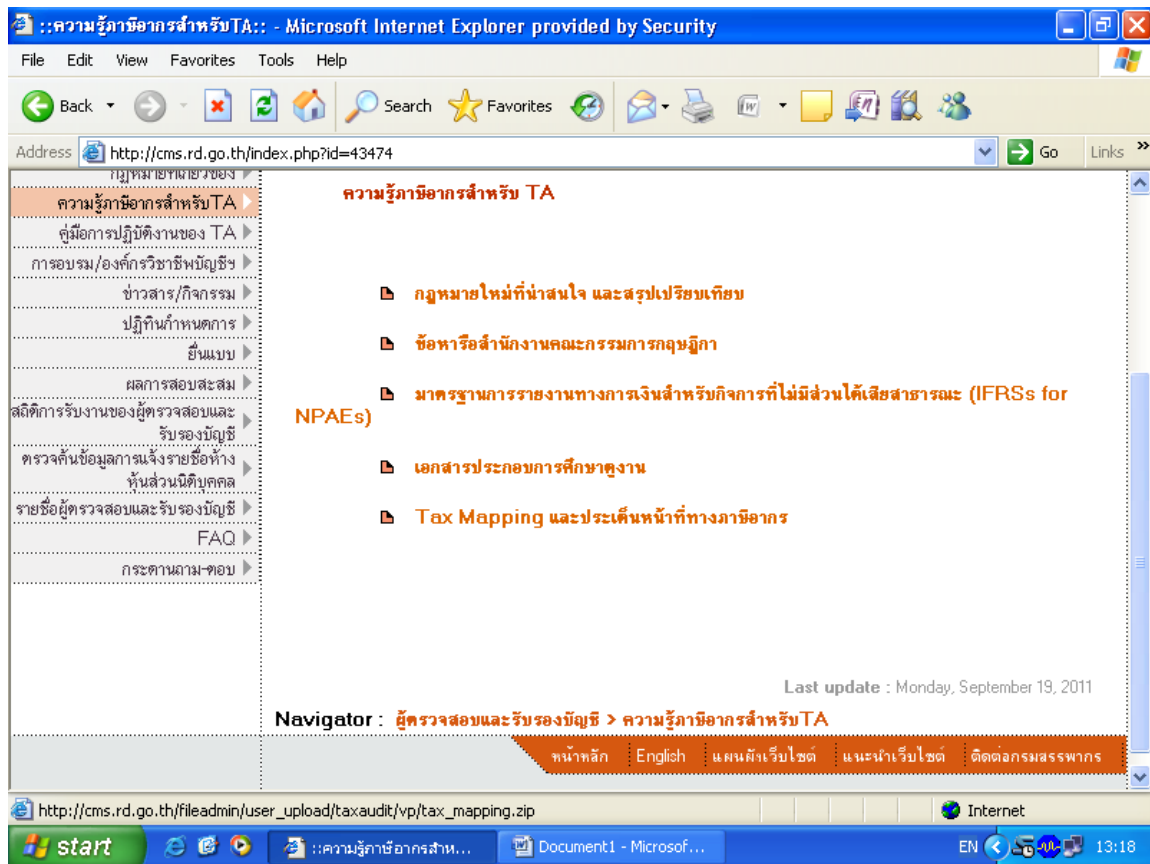 ::ความรู้ภาษีอากรสำหรับTA:: - Microsoft Internet Explorer provided by Security
File Edit View Favorites Tools Help
Back Search Favorites
Address http://cms.rd.go.th/index.php?id=43474 Go Links »
กฎหมายที่เกี่ยวข้อง
ความรู้ภาษีอากรสำหรับTA
คู่มือการปฏิบัติงานของ TA
การอบรม/องค์กรวิชาชีพบัญชีฯ
ข่าวสาร/กิจกรรม
ปฏิทินกำหนดการ
ยื่นแบบ
ผลการสอบสะสม
สถิติการรับงานของผู้ตรวจสอบและ
รับรองบัญชี
ตรวจค้นข้อมูลการแจ้งรายชื่อห้าง
หุ้นส่วนนิติบุคคล
รายชื่อผู้ตรวจสอบและรับรองบัญชี
FAQ
กระดานถาม-ตอบ
ความรู้ภาษีอากรสำหรับ TA
กฎหมายใหม่ที่น่าสนใจ และสรุปเปรียบเทียบ
ข้อหารือสำนักงานคณะกรรมการกฤษฎีกา
มาตรฐานการรายงานทางการเงินสำหรับกิจการที่ไม่มีส่วนได้เสียสาธารณะ (IFRSs for
NPAEs)
เอกสารประกอบการศึกษาดูงาน
Tax Mapping และประเด็นหน้าที่ทางภาษีอากร
Last update : Monday, September 19, 2011
Navigator : ผู้ตรวจสอบและรับรองบัญชี > ความรู้ภาษีอากรสำหรับTA
หน้าหลัก English แผนผังเว็บไซต์ แนะนำเว็บไซต์ ติดต่อกรมสรรพากร
http://cms.rd.go.th/fileadmin/user_upload/taxaudit/vp/tax_mapping.zip Internet
start ::ความรู้ภาษีอากรสำห... Document1 - Microsof... EN 13:18